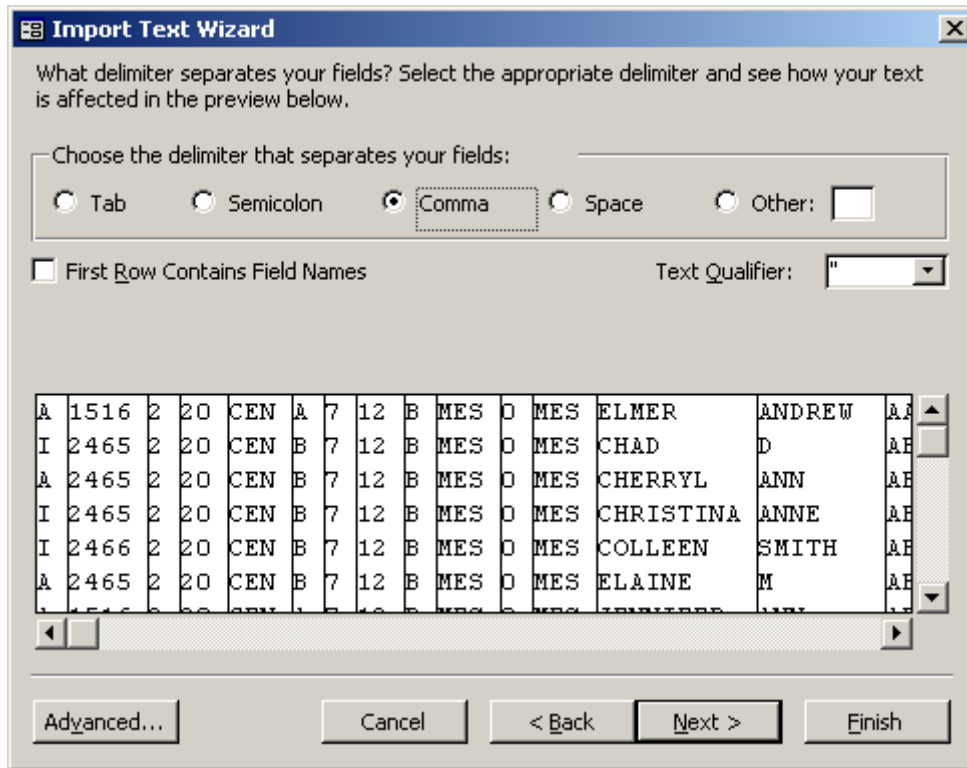 Import Text Wizard
What delimiter separates your fields? Select the appropriate delimiter and see how your text
is affected in the preview below.
Choose the delimiter that separates your fields:
Tab Semicolon Comma Space Other:
First Row Contains Field Names Text Qualifier: "
A 1516 2 20 CEN A 7 12 B MES 0 MES ELMER ANDREW
I 2465 2 20 CEN B 7 12 B MES 0 MES CHAD D
A 2465 2 20 CEN B 7 12 B MES 0 MES CHERRYL ANN
I 2465 2 20 CEN B 7 12 B MES 0 MES CHRISTINA ANNE
I 2466 2 20 CEN B 7 12 B MES 0 MES COLLEEN SMITH
A 2465 2 20 CEN B 7 12 B MES 0 MES ELAINE M
Advanced... Cancel < Back Next > Finish